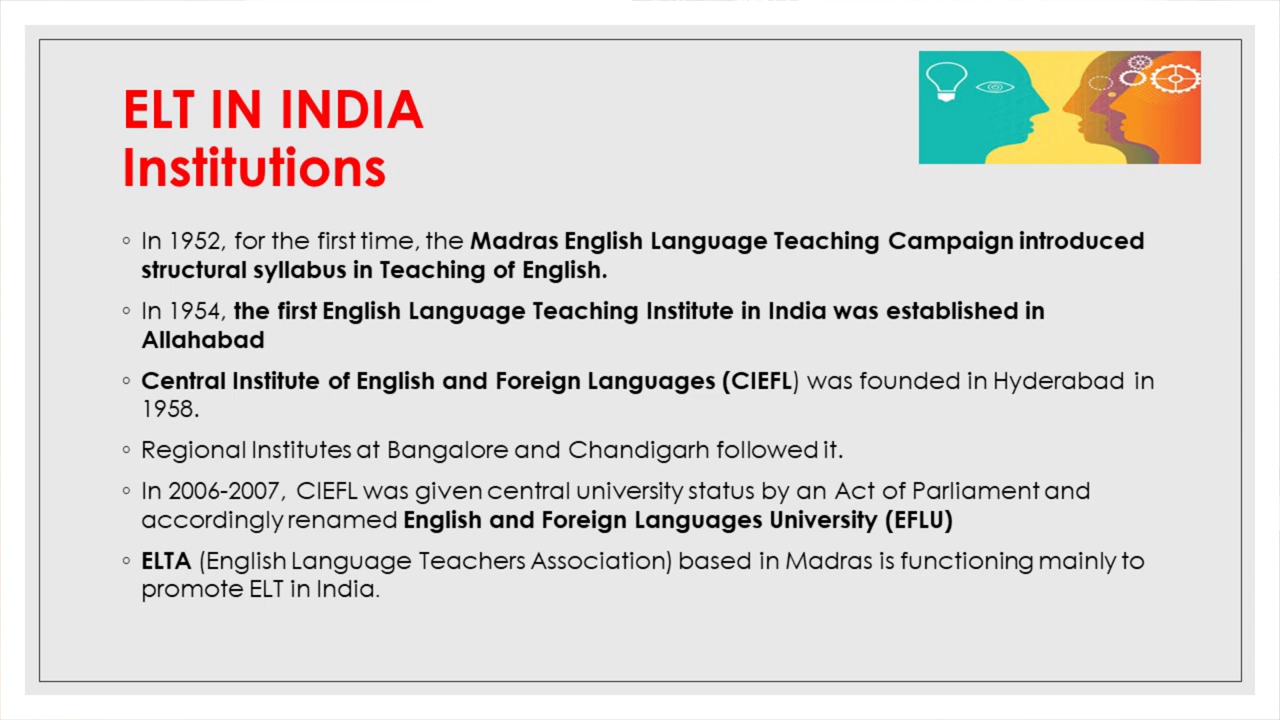 ELT IN INDIA
Institutions
◦ In 1952, for the first time, the Madras English Language Teaching Campaign introduced
structural syllabus in Teaching of English.
◦ In 1954, the first English Language Teaching Institute in India was established in
Allahabad
◦ Central Institute of English and Foreign Languages (CIEFL) was founded in Hyderabad in
1958.
◦ Regional Institutes at Bangalore and Chandigarh followed it.
◦ In 2006-2007, CIEFL was given central university status by an Act of Parliament and
accordingly renamed English and Foreign Languages University (EFLU)
◦ ELTA (English Language Teachers Association) based in Madras is functioning mainly to
promote ELT in India.